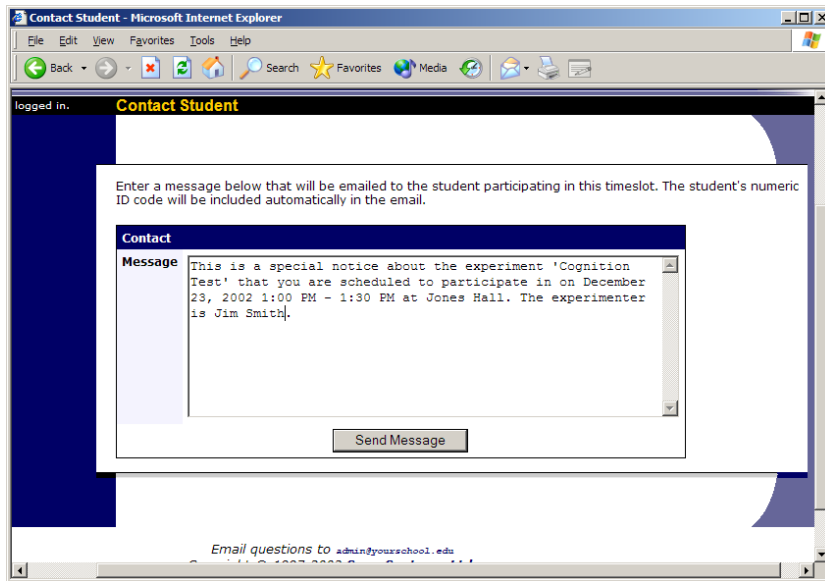 Contact Student - Microsoft Internet Explorer
File Edit View Favorites Tools Help
Back Search Favorites Media
logged in. Contact Student
Enter a message below that will be emailed to the student participating in this timeslot. The student's numeric
ID code will be included automatically in the email.
Contact
Message
This is a special notice about the experiment 'Cognition
Test' that you are scheduled to participate in on December
23, 2002 1:00 PM - 1:30 PM at Jones Hall. The experimenter
is Jim Smith.
Send Message
Email questions to admin@yourschool.edu